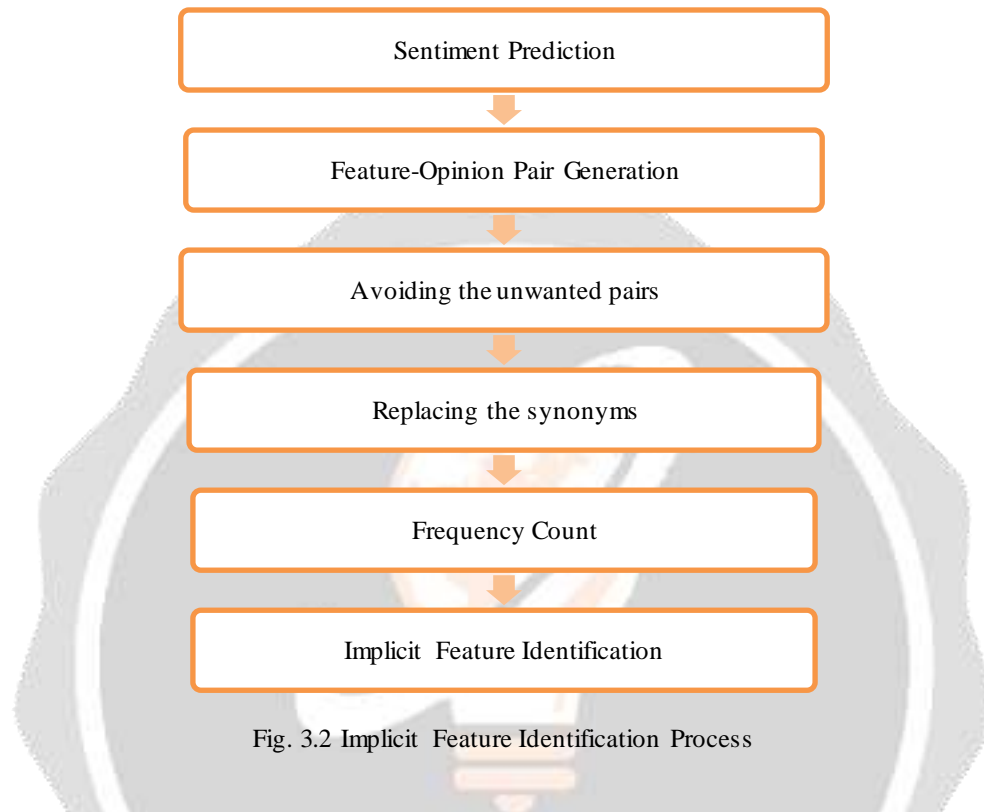 Sentiment Prediction
Feature-Opinion Pair Generation
Avoiding the unwanted pairs
Replacing the synonyms
Frequency Count
Implicit Feature Identification
Fig. 3.2 Implicit Feature Identification Process